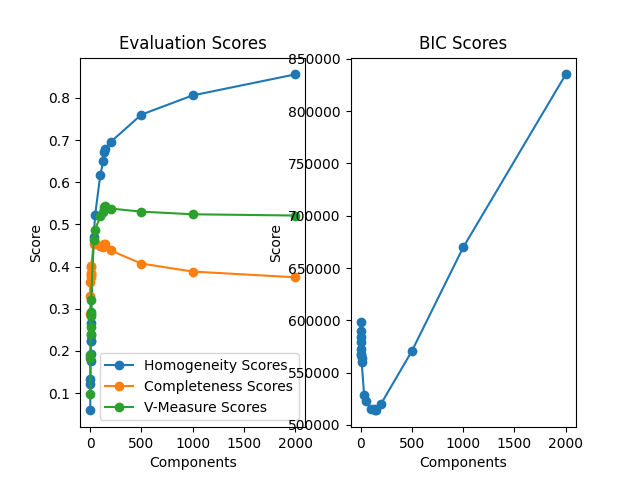 Evaluation Scores
0.8
0.7
0.6
0.5
0.4
0.3
0.2
0.1
Score
0 500 1000 1500 2000
Components
Homogeneity Scores
Completeness Scores
V-Measure Scores
BIC Scores
850000
800000
750000
700000
650000
600000
550000
500000
Score
0 500 1000 1500 2000
Components